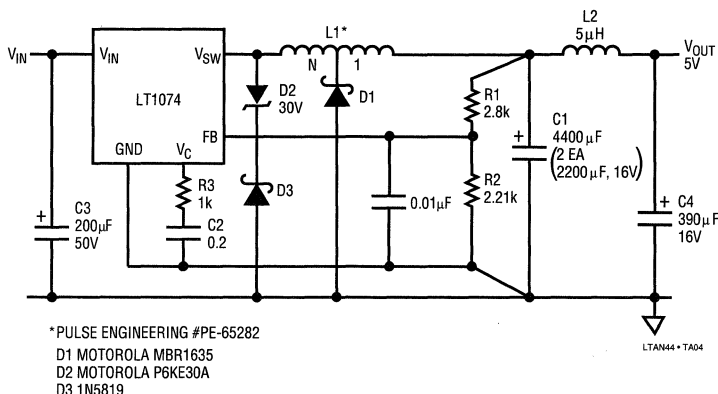 L1*
L2
5µH
VIN
VIN
VSW
N
1
VOUT
5V
LT1074
D2
30V
D1
R1
2.8k
C1
4400µF
(2 EA
2200µF, 16V)
FB
GND
VC
R3
1k
C2
0.2
D3
0.01µF
R2
2.21k
C3
200µF
50V
C4
390µF
16V
+
+
+
*PULSE ENGINEERING #PE-65282
D1 MOTOROLA MBR1635
D2 MOTOROLA P6KE30A
D3 1N5819
LTAN44 • TA04